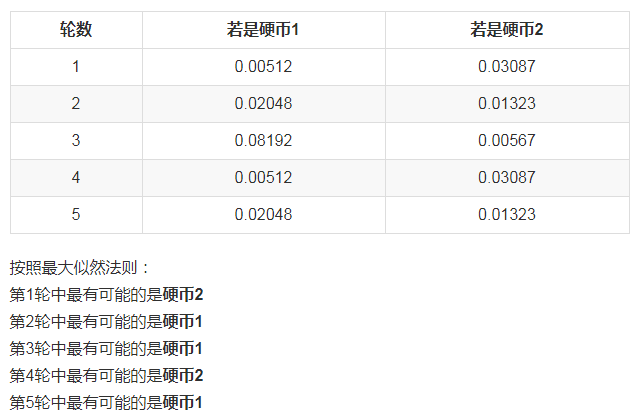 轮数 若是硬币1 若是硬币2
1 0.00512 0.03087
2 0.02048 0.01323
3 0.08192 0.00567
4 0.00512 0.03087
5 0.02048 0.01323
按照最大似然法则：
第1轮中最有可能的是硬币2
第2轮中最有可能的是硬币1
第3轮中最有可能的是硬币1
第4轮中最有可能的是硬币2
第5轮中最有可能的是硬币1